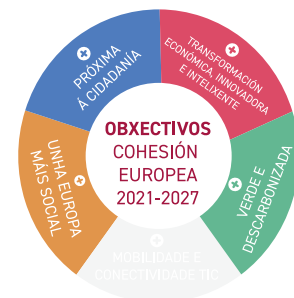 OBXECTIVOS
COHESIÓN
EUROPEA
2021-2027
PRÓXIMA
Á CIDADANÍA
TRANSFORMACIÓN
ECONÓMICA, INNOVADORA
E INTELIXENTE
VERDE E
DESCARBONIZADA
MOBILIDADE E
CONECTIVIDADE TIC
UNHA EUROPA
MÁIS SOCIAL